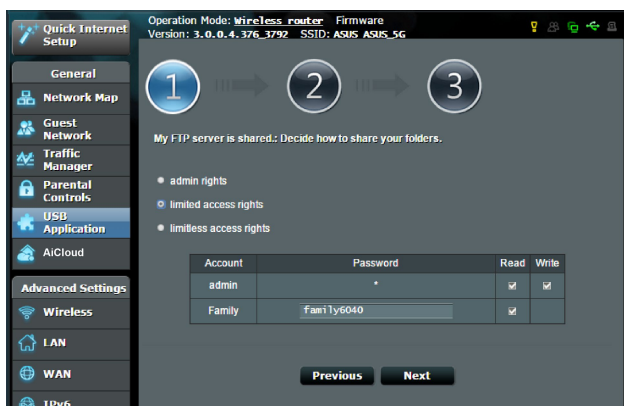 Quick Internet
Setup
Operation Mode: Wireless router Firmware
Version: 3.0.0.4.376_3792 SSID: ASUS ASUS_5G
General
Network Map
Guest
Network
Traffic
Manager
Parental
Controls
USB
Application
AiCloud
Advanced Settings
Wireless
LAN
WAN
IPv6
1
2
3
My FTP server is shared.: Decide how to share your folders.
admin rights
limited access rights
limitless access rights
Account Password Read Write
admin *
Family family6040
Previous Next